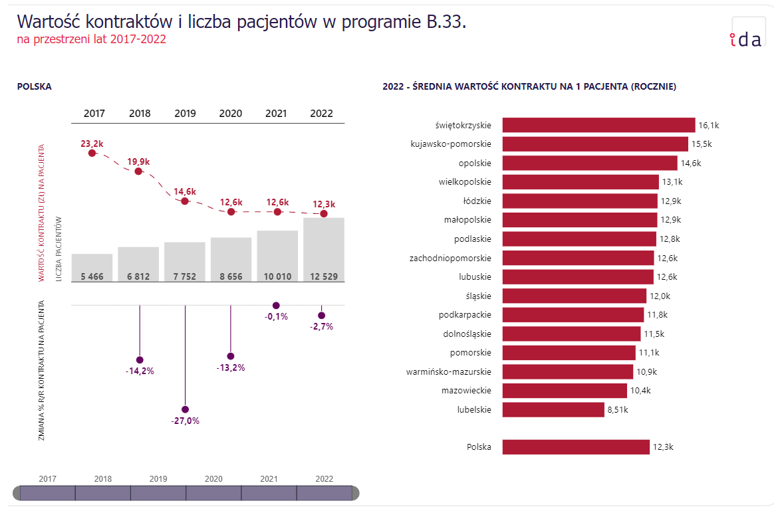 Wartość kontraktów i liczba pacjentów w programie B.33.
na przestrzeni lat 2017-2022
ida
POLSKA
2017 2018 2019 2020 2021 2022
WARTOŚĆ KONTRAKTU (ZŁ) NA PACJENTA
LICZBA PACJENTÓW
23,2k 19,9k 14,6k 12,6k 12,6k 12,3k
5 466 6 812 7 752 8 656 10 010 12 529
ZMIANA % R/R KONTRAKTU NA PACJENTA
-14,2% -27,0% -13,2% -0,1% -2,7%
2017 2018 2019 2020 2021 2022
2022 - ŚREDNIA WARTOŚĆ KONTRAKTU NA 1 PACJENTA (ROCZNIE)
świętokrzyskie 16,1k
kujawsko-pomorskie 15,5k
opolskie 14,6k
wielkopolskie 13,1k
łódzkie 12,9k
małopolskie 12,9k
podlaskie 12,8k
zachodniopomorskie 12,6k
lubuskie 12,6k
śląskie 12,0k
podkarpackie 11,8k
dolnośląskie 11,5k
pomorskie 11,1k
warmińsko-mazurskie 10,9k
mazowieckie 10,4k
lubelskie 8,51k
Polska 12,3k